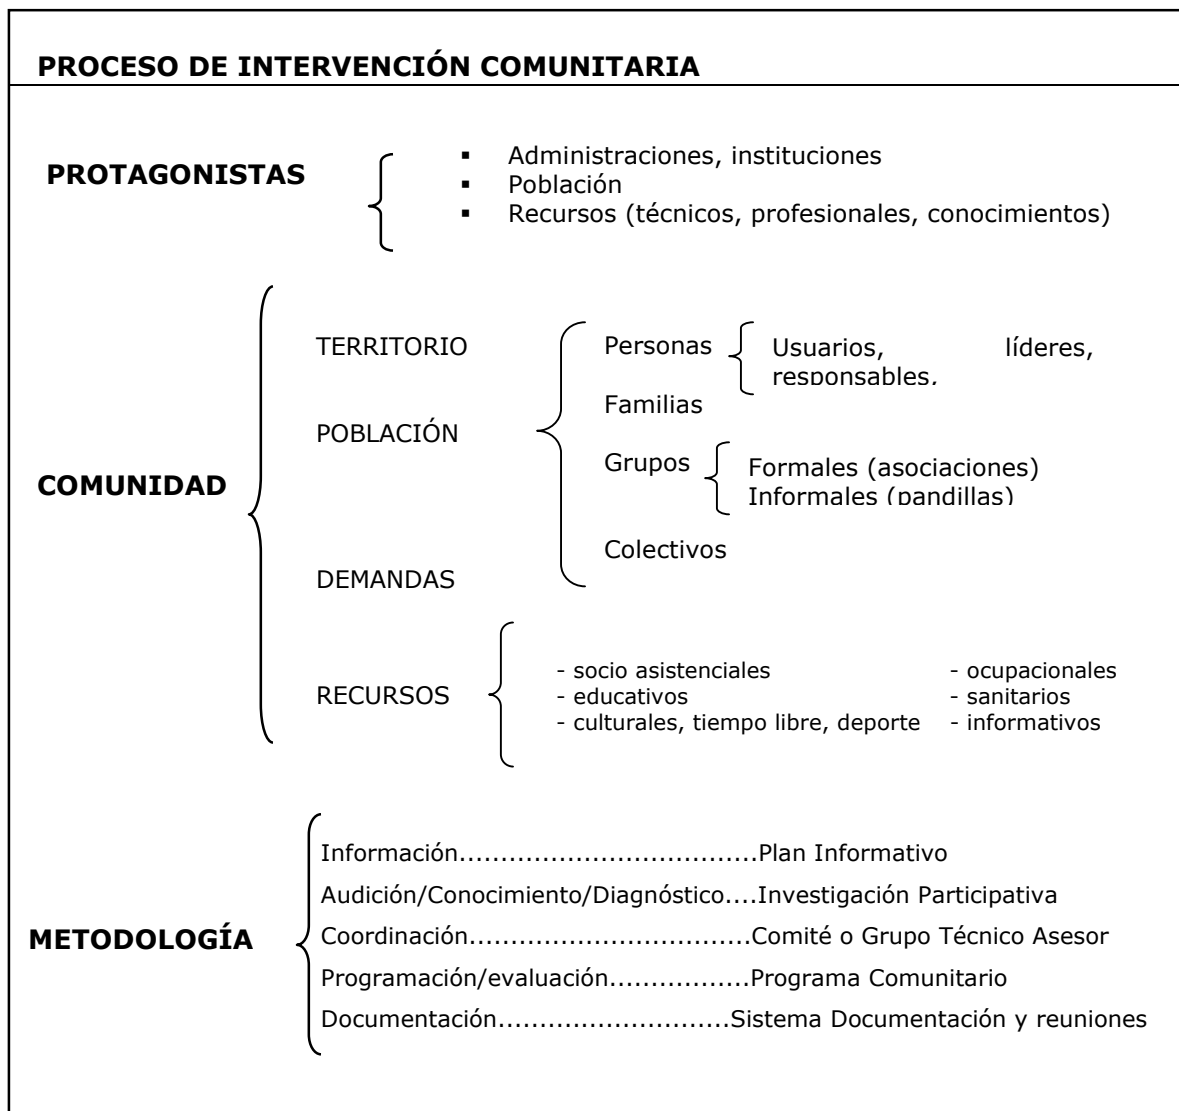 PROCESO DE INTERVENCIÓN COMUNITARIA
PROTAGONISTAS
▪ Administraciones, instituciones
▪ Población
▪ Recursos (técnicos, profesionales, conocimientos)
COMUNIDAD
TERRITORIO
POBLACIÓN
Personas
Usuarios, líderes,
responsables.
Familias
Grupos
Formales (asociaciones)
Informales (pandillas)
Colectivos
DEMANDAS
RECURSOS
- socio asistenciales
- educativos
- culturales, tiempo libre, deporte
- ocupacionales
- sanitarios
- informativos
METODOLOGÍA
Información....................................Plan Informativo
Audición/Conocimiento/Diagnóstico....Investigación Participativa
Coordinación..................................Comité o Grupo Técnico Asesor
Programación/evaluación.................Programa Comunitario
Documentación............................Sistema Documentación y reuniones